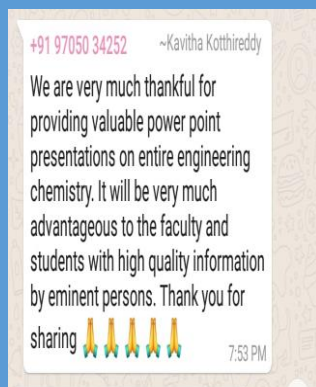 +91 97050 34252 ~Kavitha Kotthireddy
We are very much thankful for
providing valuable power point
presentations on entire engineering
chemistry. It will be very much
advantageous to the faculty and
students with high quality information
by eminent persons. Thank you for
sharing 🙏🙏🙏🙏🙏
7:53 PM